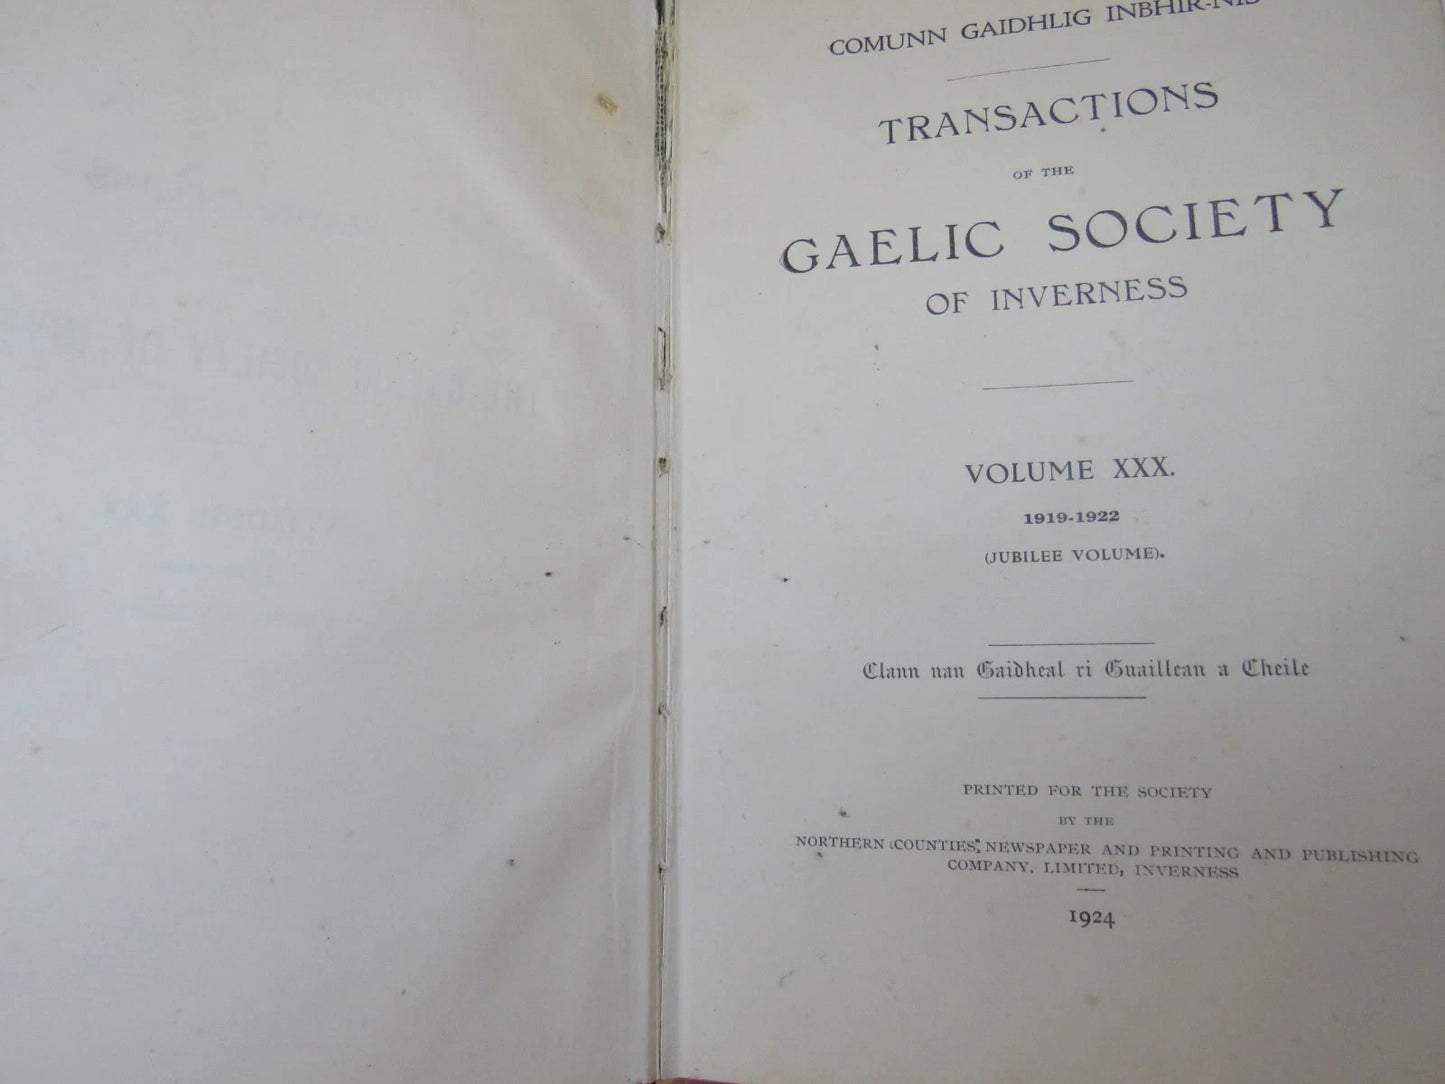 COMUNN GAIDHLIG INBHIR-NIS
TRANSACTIONS
OF THE
GAELIC SOCIETY
OF INVERNESS
VOLUME XXX.
1919-1922
(JUBILEE VOLUME).
Clann nan Gaidheal ri Guaillean a Cheile
PRINTED FOR THE SOCIETY
BY THE
NORTHERN COUNTIES NEWSPAPER AND PRINTING AND PUBLISHING
COMPANY, LIMITED, INVERNESS
1924